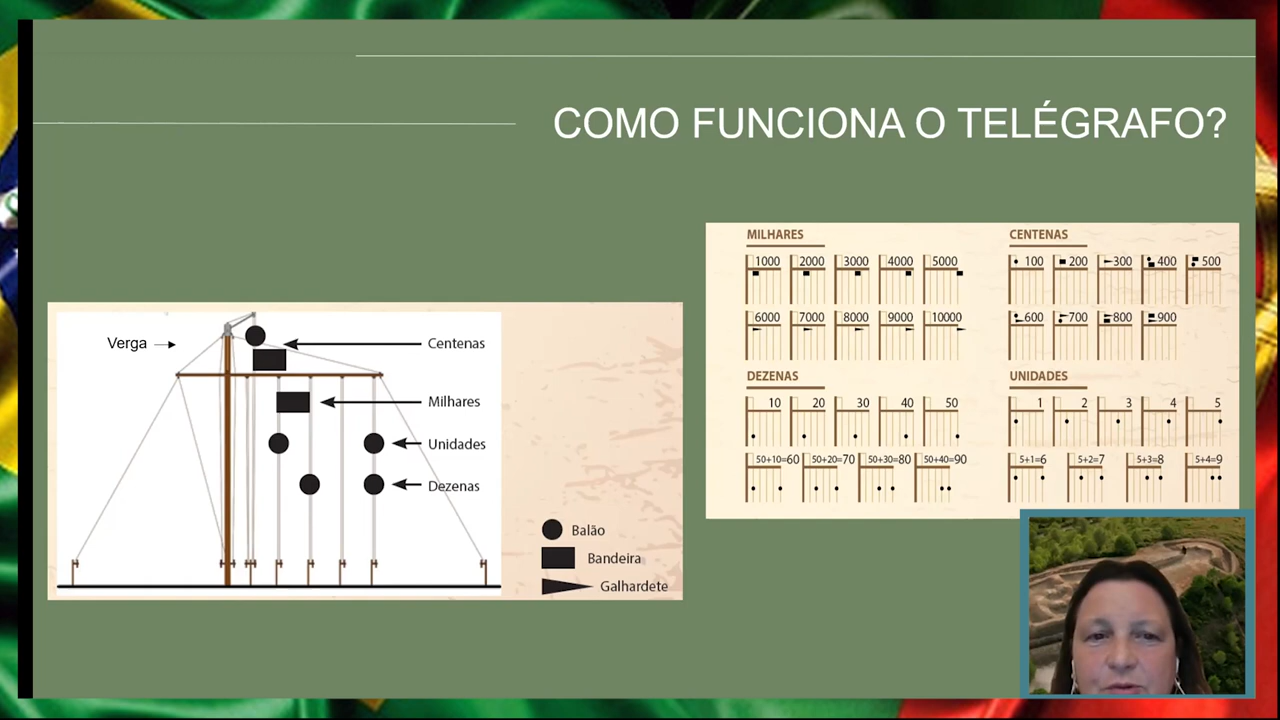 COMO FUNCIONA O TELÉGRAFO?
Verga
Centenas
Milhares
Unidades
Dezenas
Balão
Bandeira
Galhardete
MILHARES
1000 2000 3000 4000 5000
6000 7000 8000 9000 10000
CENTENAS
100 200 300 400 500
600 700 800 900
DEZENAS
10 20 30 40 50
50+10=60 50+20=70 50+30=80 50+40=90
UNIDADES
1 2 3 4 5
5+1=6 5+2=7 5+3=8 5+4=9